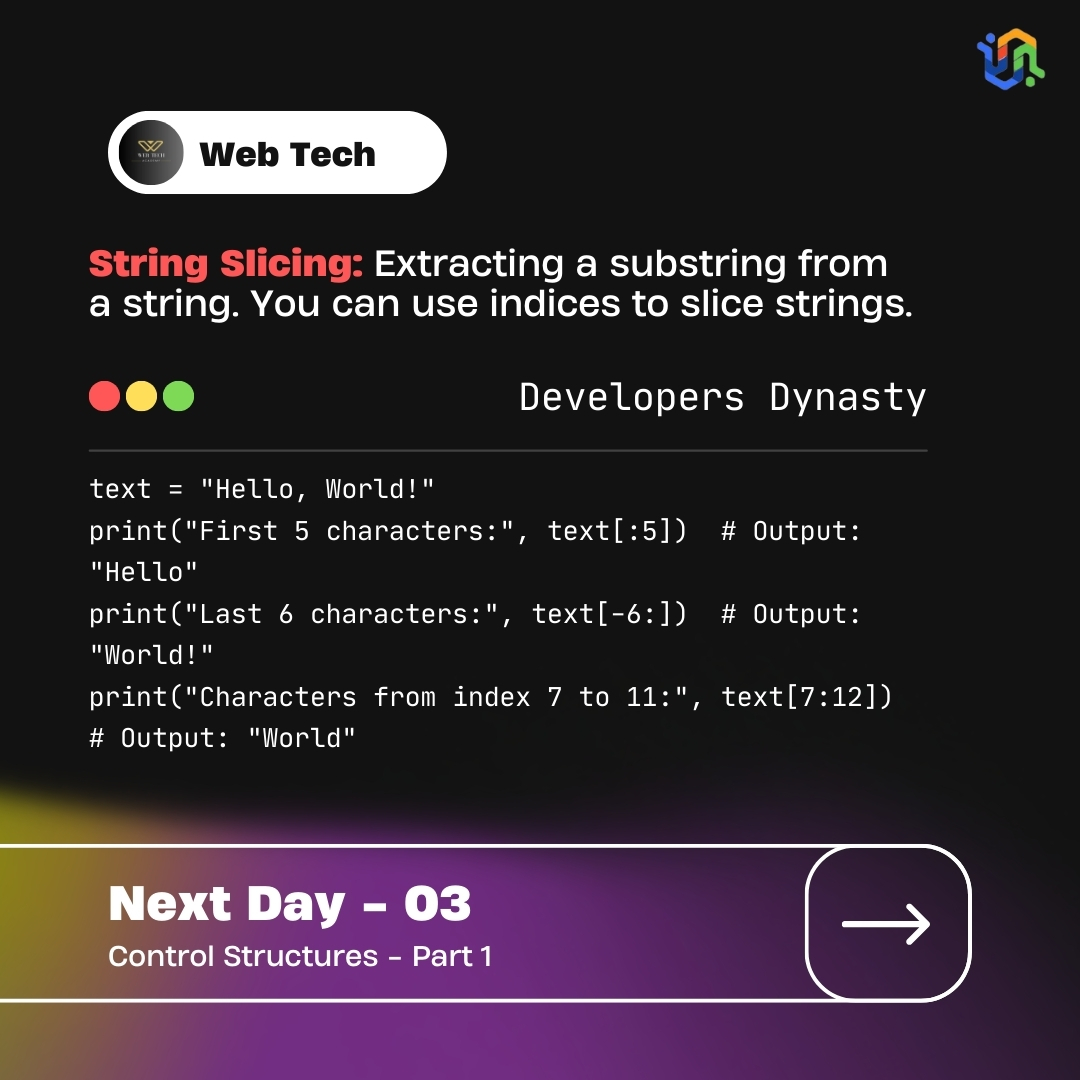 Web Tech
String Slicing: Extracting a substring from
a string. You can use indices to slice strings.
Developers Dynasty
text = "Hello, World!"
print("First 5 characters:", text[:5])  # Output:
"Hello"
print("Last 6 characters:", text[-6:])  # Output:
"World!"
print("Characters from index 7 to 11:", text[7:12])
# Output: "World"
Next Day - 03
Control Structures - Part 1